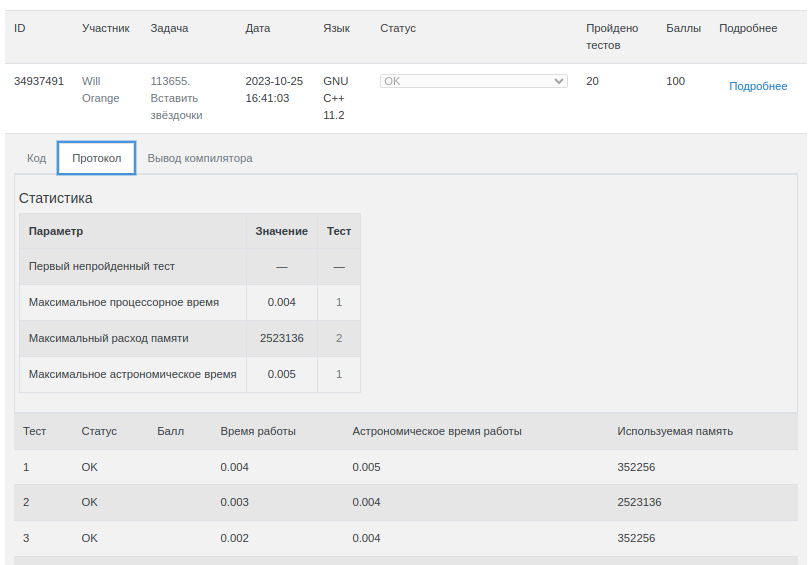 ID Участник Задача Дата Язык Статус Пройдено тестов Баллы Подробнее
34937491 Will Orange 113655. Вставить звёздочки 2023-10-25 16:41:03 GNU C++ 11.2 OK 20 100 Подробнее
Код Протокол Вывод компилятора
Статистика
Параметр Значение Тест
Первый непройденный тест — —
Максимальное процессорное время 0.004 1
Максимальный расход памяти 2523136 2
Максимальное астрономическое время 0.005 1
Тест Статус Балл Время работы Астрономическое время работы Используемая память
1 OK 0.004 0.005 352256
2 OK 0.003 0.004 2523136
3 OK 0.002 0.004 352256